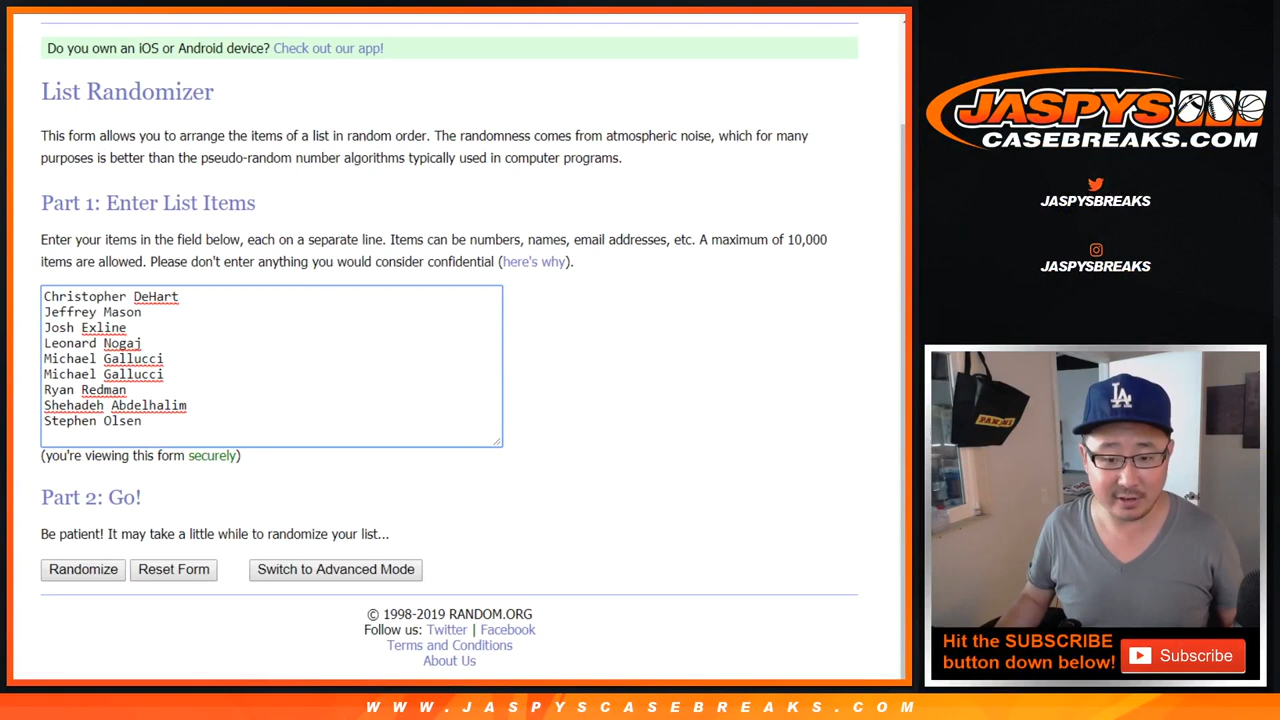 Do you own an iOS or Android device? Check out our app!
List Randomizer
This form allows you to arrange the items of a list in random order. The randomness comes from atmospheric noise, which for many
purposes is better than the pseudo-random number algorithms typically used in computer programs.
Part 1: Enter List Items
Enter your items in the field below, each on a separate line. Items can be numbers, names, email addresses, etc. A maximum of 10,000
items are allowed. Please don't enter anything you would consider confidential (here's why).
Christopher DeHart
Jeffrey Mason
Josh Exline
Leonard Nogaj
Michael Gallucci
Michael Gallucci
Ryan Redman
Shehadeh Abdelhalim
Stephen Olsen
(you're viewing this form securely)
Part 2: Go!
Be patient! It may take a little while to randomize your list...
Randomize Reset Form Switch to Advanced Mode
© 1998-2019 RANDOM.ORG
Follow us: Twitter | Facebook
Terms and Conditions
About Us
JASPYS
CASEBREAKS.COM
JASPYSBREAKS
JASPYSBREAKS
PANINI
LA
Hit the SUBSCRIBE
button down below!
Subscribe
WWW.JASPYSCASEBREAKS.COM